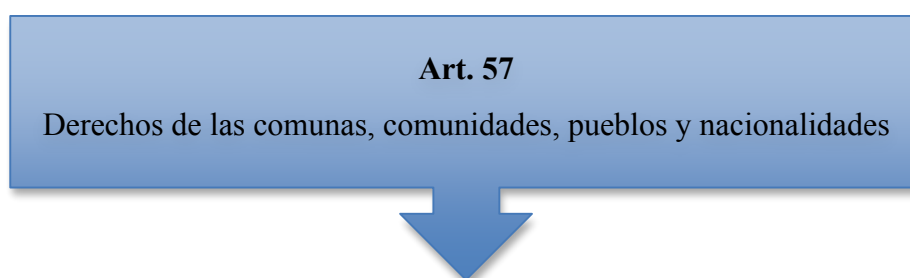 Art. 57
Derechos de las comunas, comunidades, pueblos y nacionalidades